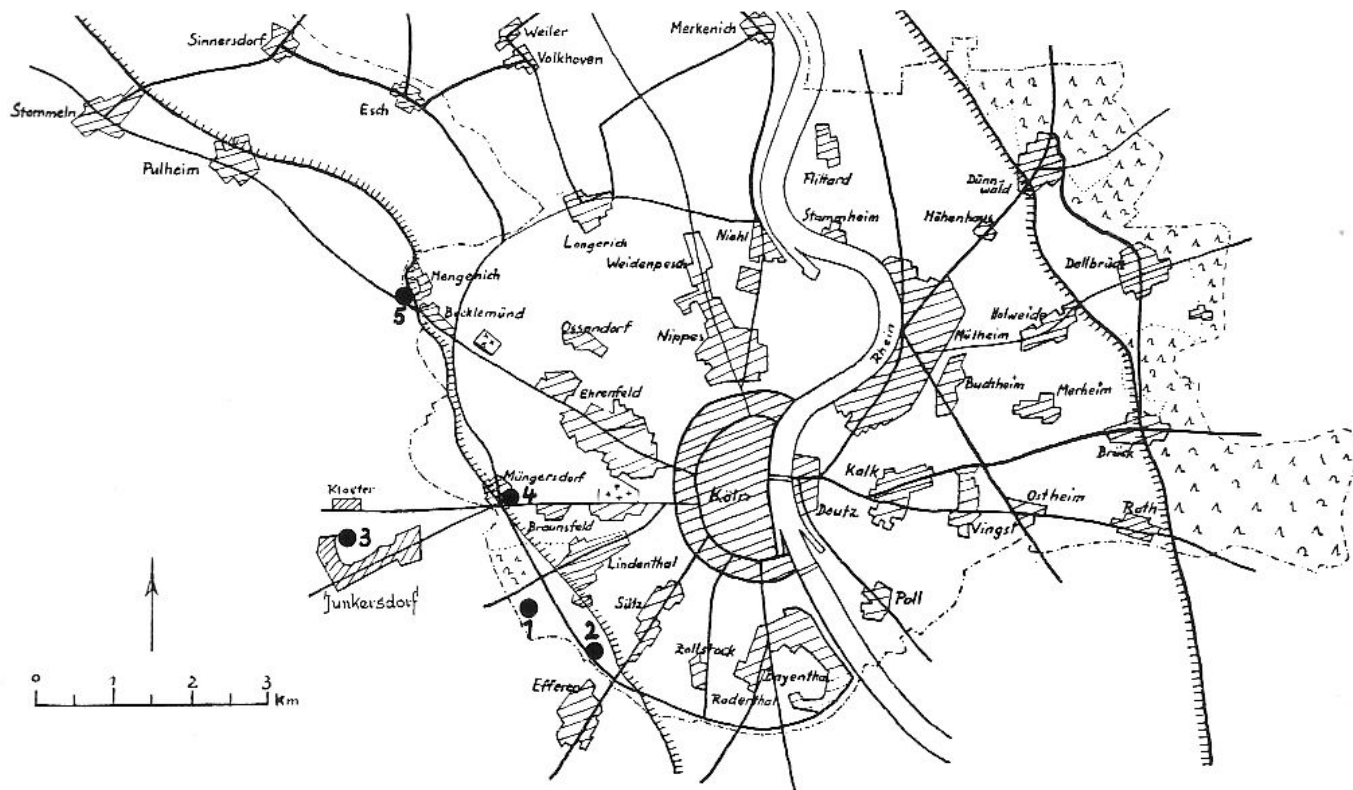 Sinnersdorf
Weiler
Volkhoven
Merkenich
Stommeln
Esch
Pulheim
Flittard
Dünn-
wald
Stammheim
Höhenhaus
Longerich
Niehl
Weidenpesch
Dellbrück
Mengenich
5
Bocklemünd
Ossendorf
Nippes
Rhein
Holweide
Mülheim
Buchheim
Merheim
Ehrenfeld
Müngersdorf
4
Kloster
Köln
Kalk
Brück
Deutz
Vingst
Ostheim
Rath
Braunsfeld
3
Lindenthal
Junkersdorf
Sülz
Poll
1
2
Zollstock
Bayenthal
Efferen
Raderthal
0 1 2 3
Km